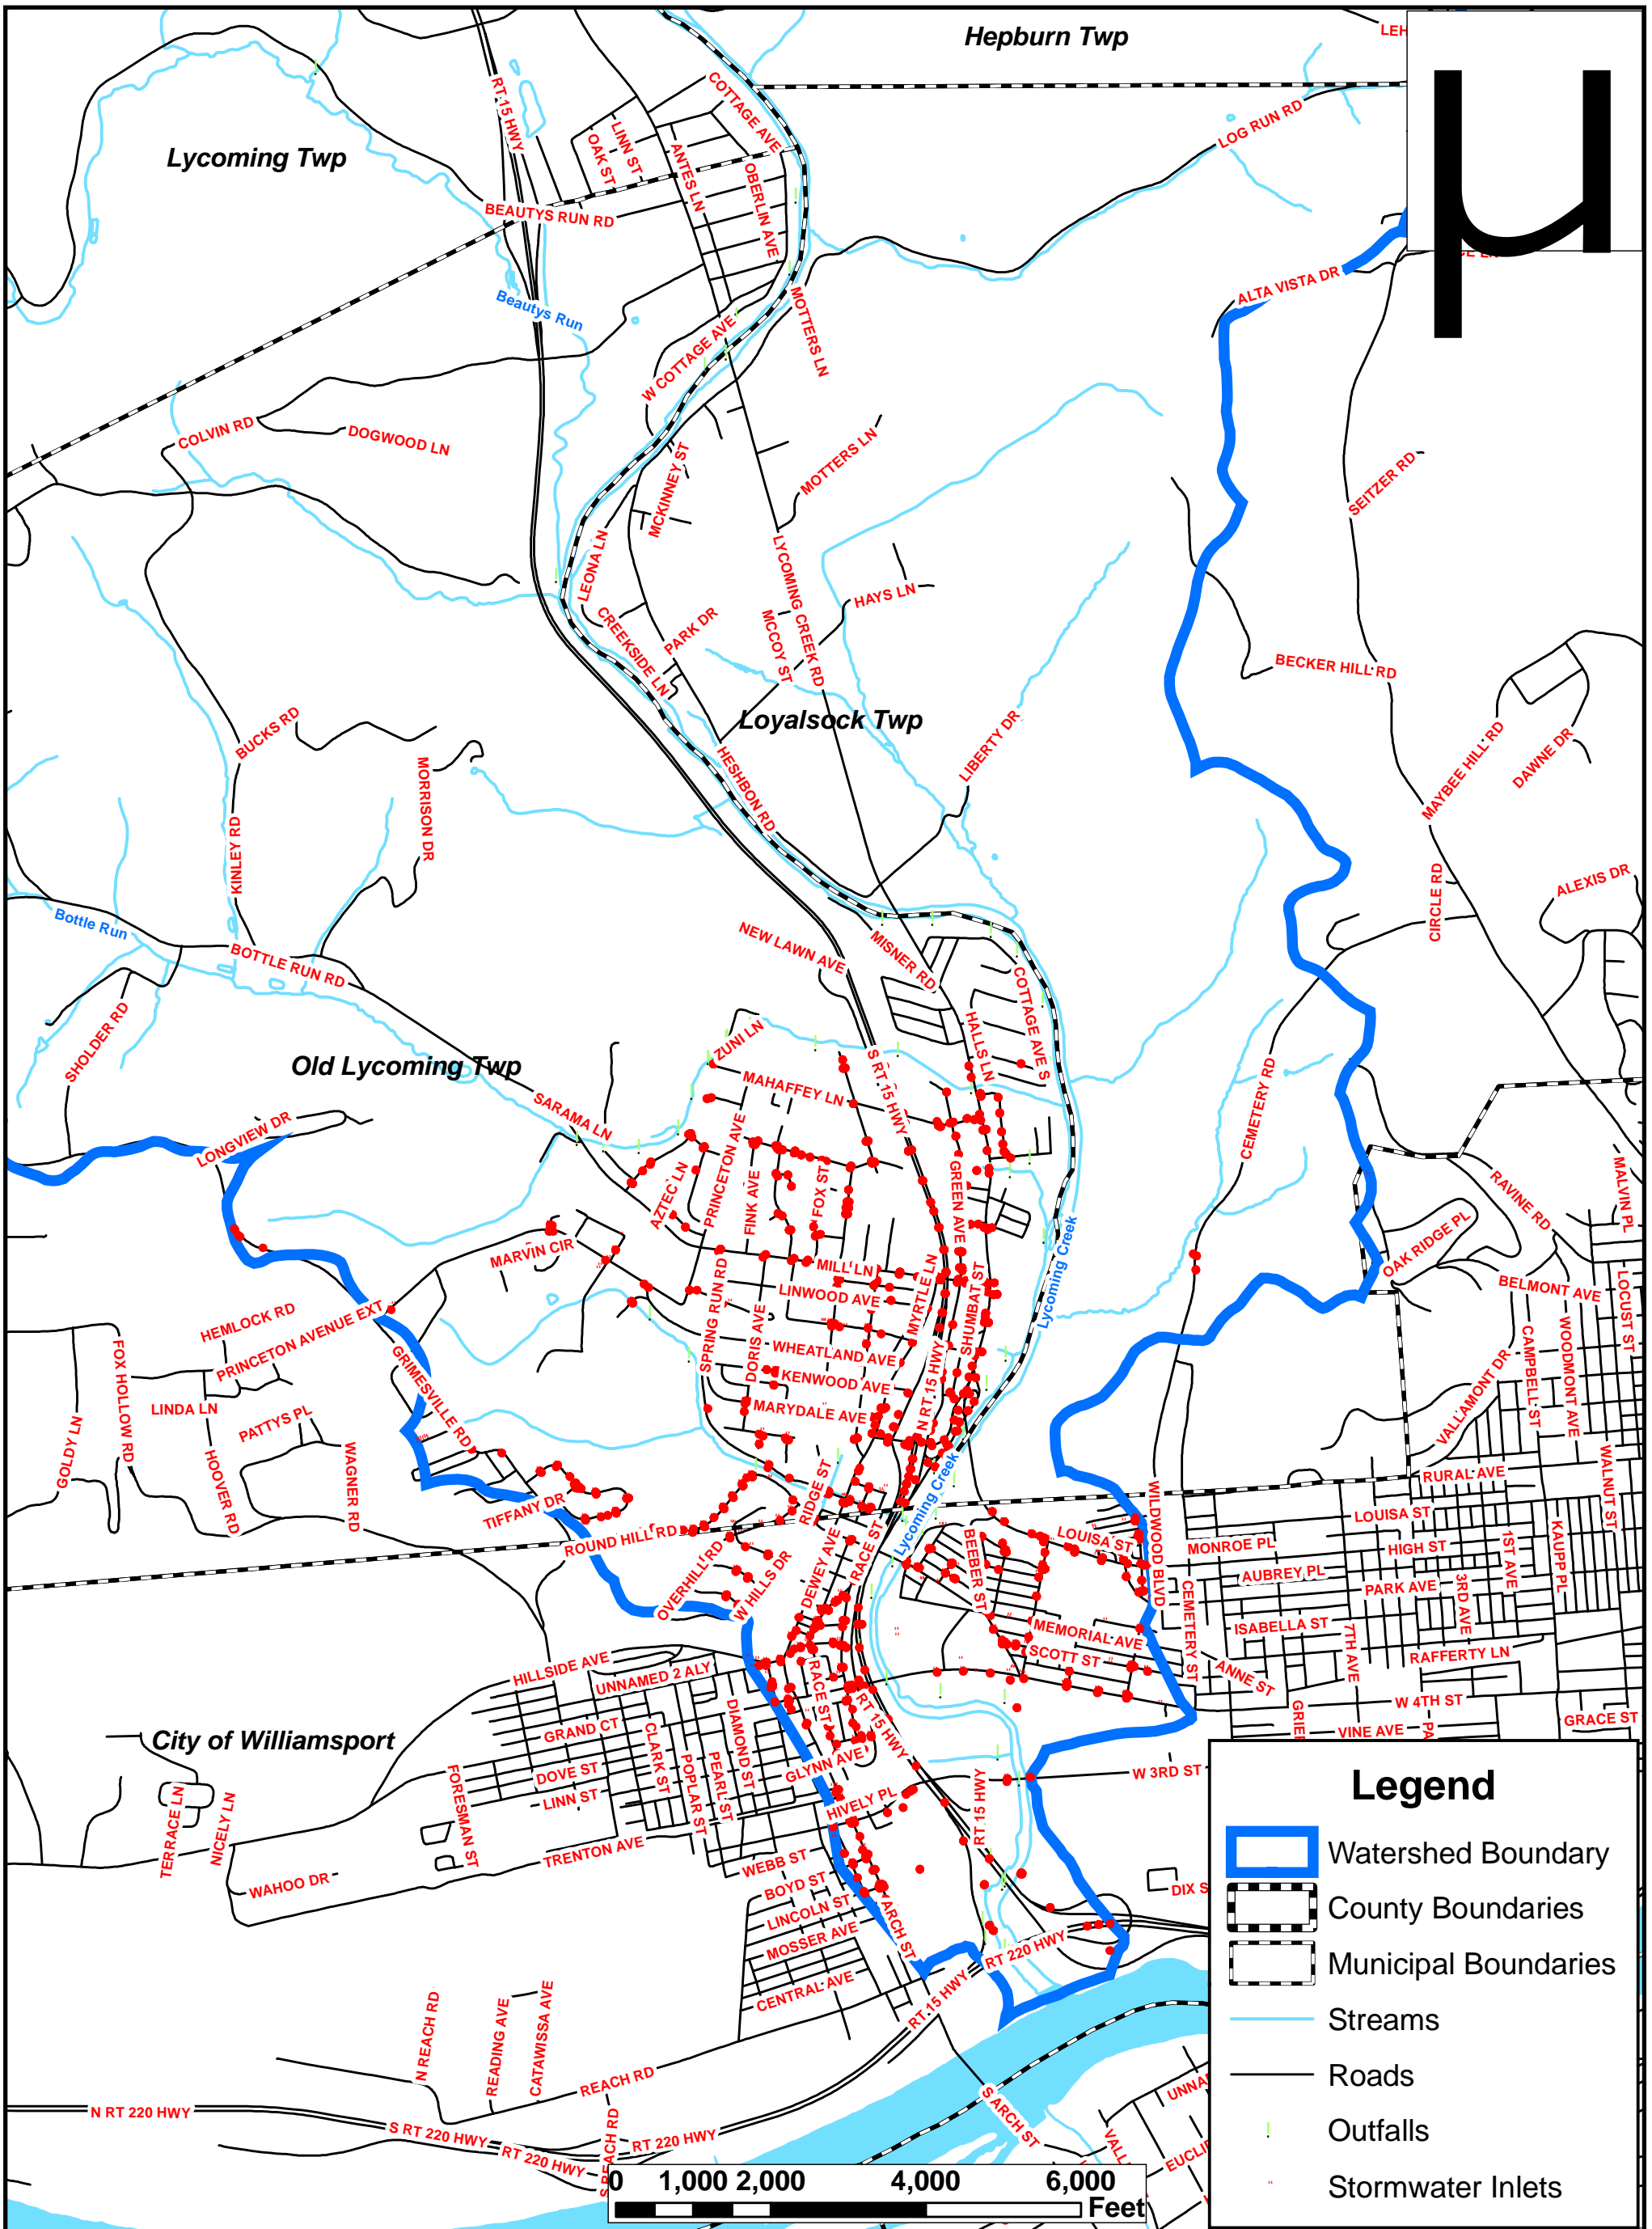 Hepburn Twp
LEH
µ
RT 15 HWY
COTTAGE AVE
LOG RUN RD
LINN ST
OAK ST
Lycoming Twp
ANTES LN
OBERLIN AVE
BEAUTYS RUN RD
ALTA VISTA DR
Beautys Run
MOTTERS LN
W COTTAGE AVE
COLVIN RD
DOGWOOD LN
MOTTERS LN
MCKINNEY ST
SEITZER RD
LEONA LN
LYCOMING CREEK RD
HAYS LN
CREEKSIDE LN
PARK DR
MCCOY ST
BECKER HILL RD
Loyalsock Twp
BUCKS RD
LIBERTY DR
MORRISON DR
HESHBON RD
MAYBEE HILL RD
DAWNE DR
KINLEY RD
CIRCLE RD
ALEXIS DR
Bottle Run
NEW LAWN AVE
MISNER RD
BOTTLE RUN RD
COTTAGE AVE S
SHOLDER RD
HALLS LN
ZUNI LN
Old Lycoming Twp
S RT 15 HWY
MAHAFFEY LN
CEMETERY RD
SARAMA LN
LONGVIEW DR
PRINCETON AVE
AZTEC LN
FINK AVE
FOX ST
GREEN AVE
RAVINE RD
MALVIN PL
MARVIN CIR
OAK RIDGE PL
Lycoming Creek
MILL LN
LINWOOD AVE
SPRING RUN RD
MYRTLE LN
SHUMBAT ST
BELMONT AVE
LOCUST ST
HEMLOCK RD
PRINCETON AVENUE EXT
DORIS AVE
WHEATLAND AVE
FOX HOLLOW RD
GRIMESVILLE RD
KENWOOD AVE
N RT 15 HWY
CAMPBELL ST
WOODMONT AVE
VALLAMONT DR
LINDA LN
PATTYS PL
MARYDALE AVE
GOLDY LN
HOOVER RD
WAGNER RD
RIDGE ST
Lycoming Creek
WALNUT ST
RURAL AVE
TIFFANY DR
WILDWOOD BLVD
LOUISA ST
ROUND HILL RD
LOUISA ST
MONROE PL
HIGH ST
1ST AVE
KAUPP PL
OVERHILL RD
W HILLS DR
DEWEY AVE
RACE ST
BEEBER ST
AUBREY PL
PARK AVE
3RD AVE
CEMETERY ST
MEMORIAL AVE
ISABELLA ST
7TH AVE
SCOTT ST
RAFFERTY LN
HILLSIDE AVE
UNNAMED 2 ALY
RACE ST
ANNE ST
W 4TH ST
City of Williamsport
GRAND CT
CLARK ST
DIAMOND ST
RT 15 HWY
GRIE
VINE AVE
PA
GRACE ST
DOVE ST
POPLAR ST
PEARL ST
GLYNN AVE
W 3RD ST
LINN ST
FORESMAN ST
HIVELY PL
RT 15 HWY
TERRACE LN
NICELY LN
TRENTON AVE
WEBB ST
WAHOO DR
BOYD ST
DIX S
LINCOLN ST
ARCH ST
MOSSER AVE
RT 220 HWY
CENTRAL AVE
RT 15 HWY
N REACH RD
READING AVE
CATAWISSA AVE
REACH RD
S ARCH ST
UNNA
N RT 220 HWY
S RT 220 HWY
RT 220 HWY
RT 220 HWY
S REACH RD
VALL
EUCLI
0 1,000 2,000 4,000 6,000
Feet
Legend
Watershed Boundary
County Boundaries
Municipal Boundaries
Streams
Roads
Outfalls
Stormwater Inlets